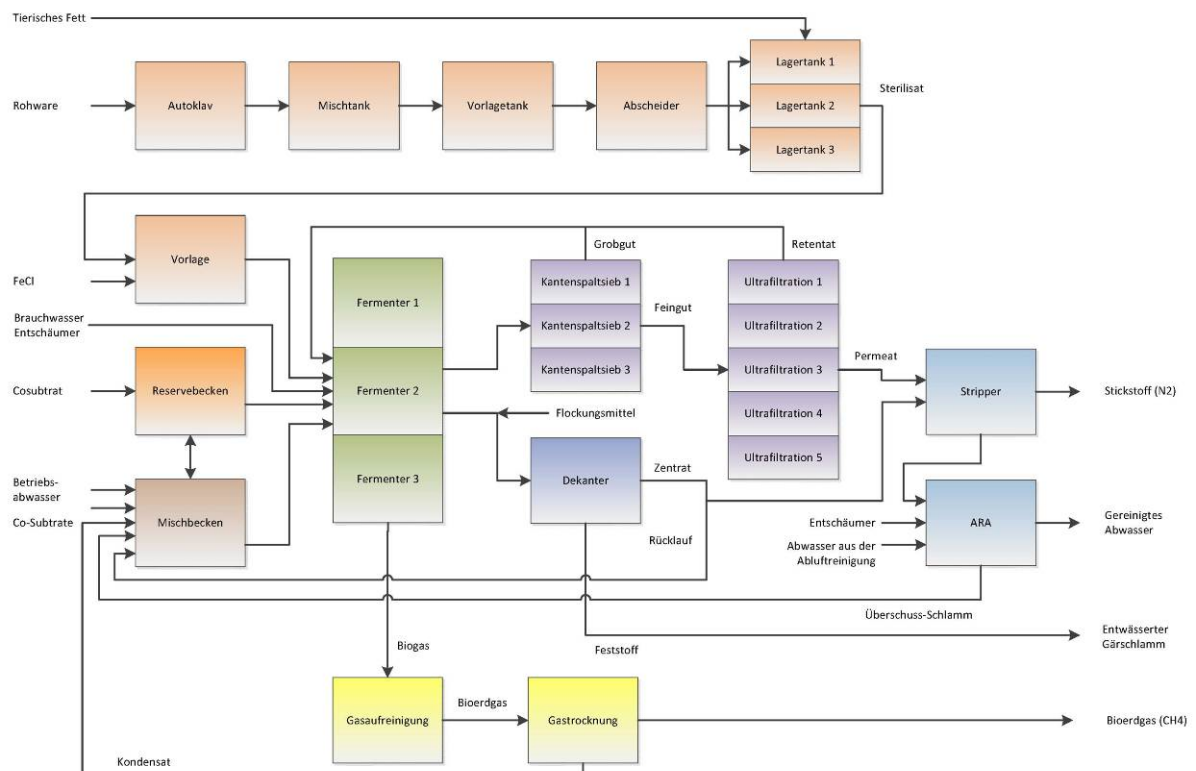 Tierisches Fett
Lagertank 1
Sterilisat
Rohware
Autoklav
Mischtank
Vorlagetank
Abscheider
Lagertank 2
Lagertank 3
Vorlage
FeCl
Grobgut
Retentat
Fermenter 1
Kantenspaltsieb 1
Ultrafiltration 1
Brauchwasser
Entschäumer
Feingut
Kantenspaltsieb 2
Ultrafiltration 2
Cosubtrat
Reservebecken
Fermenter 2
Kantenspaltsieb 3
Ultrafiltration 3
Permeat
Stripper
Stickstoff (N2)
Flockungsmittel
Ultrafiltration 4
Fermenter 3
Dekanter
Zentrat
Ultrafiltration 5
Betriebs-
abwasser
Co-Subtrate
Mischbecken
Rücklauf
Entschäumer
Abwasser aus der
Abluftreinigung
ARA
Gereinigtes
Abwasser
Überschuss-Schlamm
Biogas
Feststoff
Entwässerter
Gärschlamm
Gasaufreinigung
Bioerdgas
Gastrocknung
Bioerdgas (CH4)
Kondensat